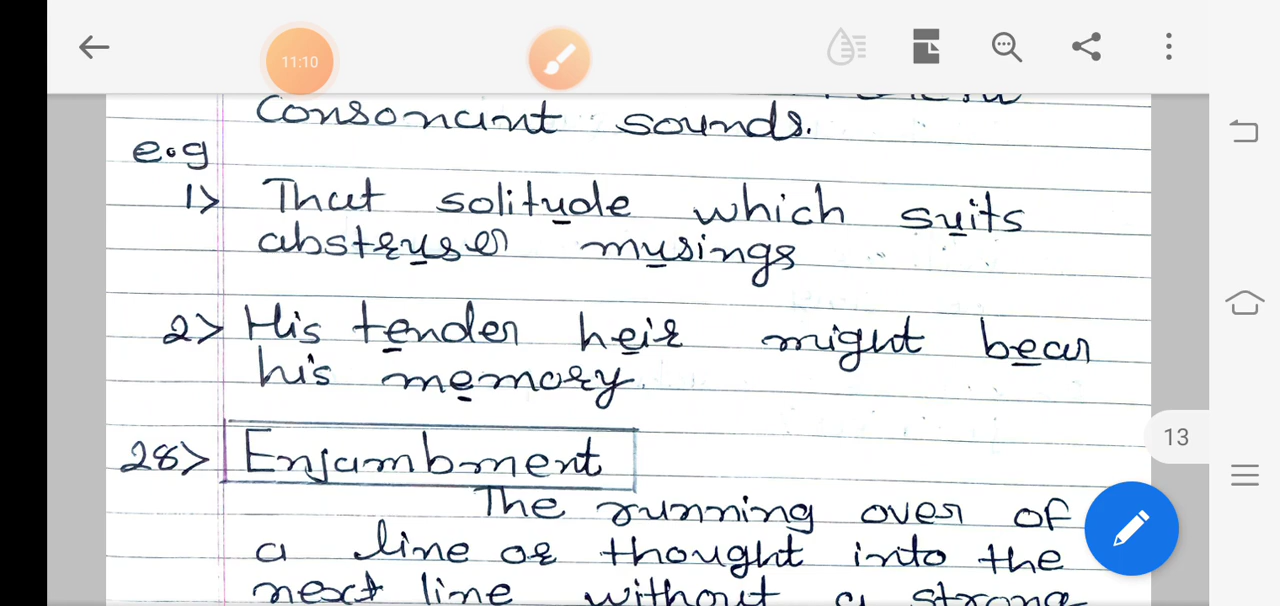 11:10
Consonant sounds.
e.g
1> That solitude which suits
abstruser musings
2> His tender heir might bear
his memory.
28> Enjambment
The running over of
a line or thought into the
next line without a strong
13